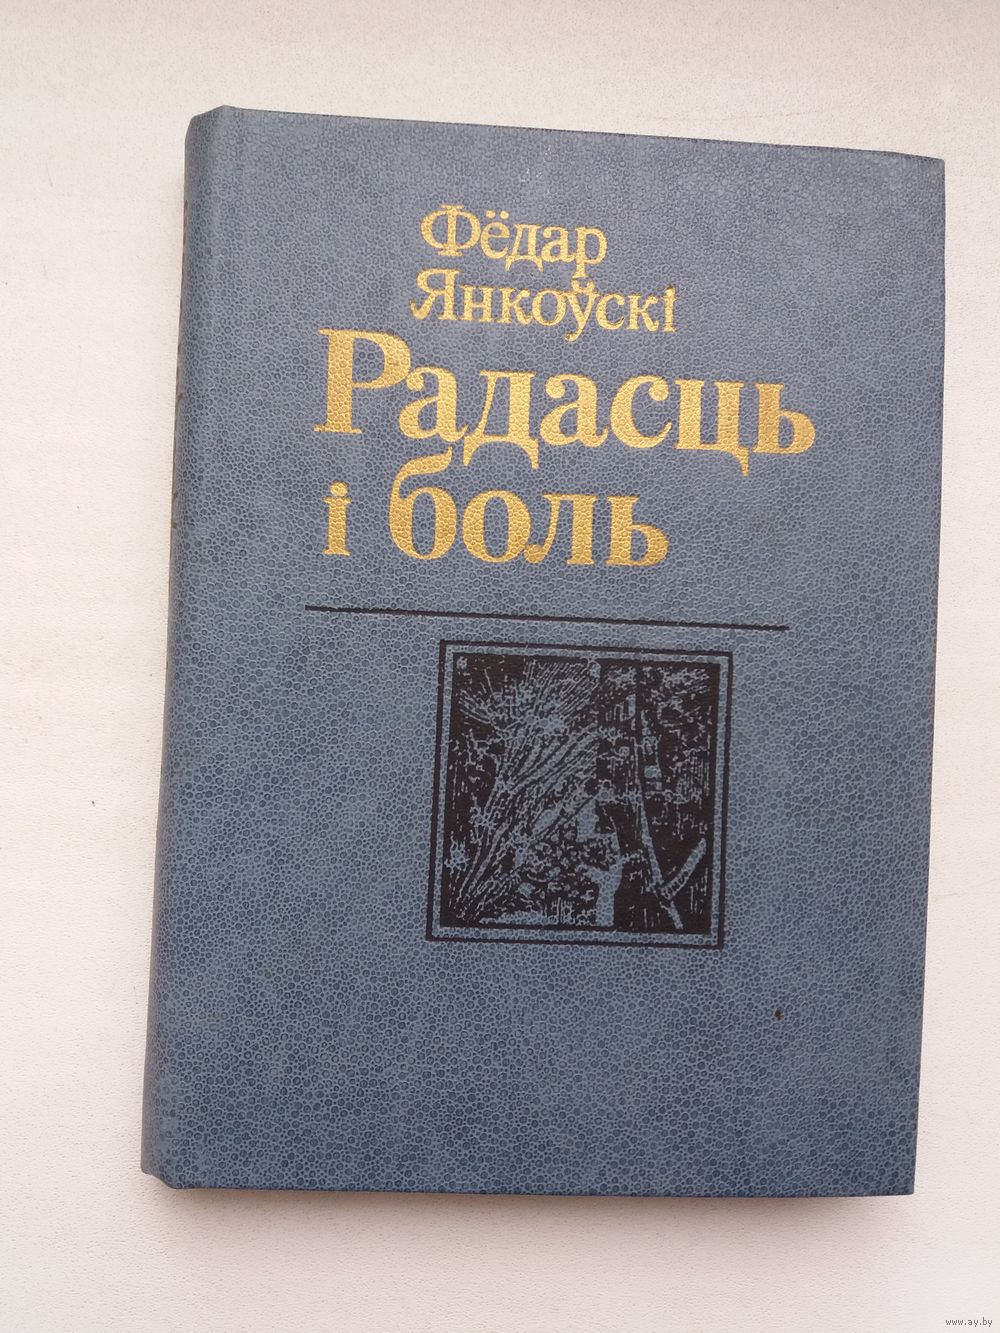 Фёдар
Янкоўскі
Радасць
і боль
www.ay.by